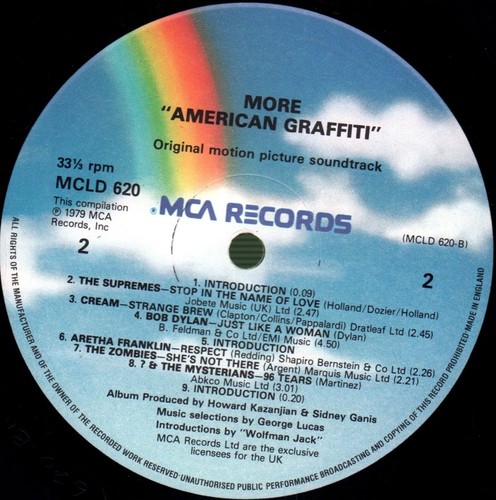 MORE
"AMERICAN GRAFFITI"
Original motion picture soundtrack
33⅓ rpm
MCLD 620
This compilation
℗ 1979 MCA
Records, Inc
MCA RECORDS
(MCLD 620-B)
2
2
1. INTRODUCTION (0.09)
2. THE SUPREMES—STOP IN THE NAME OF LOVE (Holland/Dozier/Holland)
Jobete Music (UK) Ltd (2.47)
3. CREAM—STRANGE BREW (Clapton/Collins/Pappalardi) Dratleaf Ltd (2.45)
4. BOB DYLAN—JUST LIKE A WOMAN (Dylan)
B. Feldman & Co Ltd/EMI Music (4.50)
5. INTRODUCTION
6. ARETHA FRANKLIN—RESPECT (Redding) Shapiro Bernstein & Co Ltd (2.26)
7. THE ZOMBIES—SHE'S NOT THERE (Argent) Marquis Music Ltd (2.21)
8. ? & THE MYSTERIANS—96 TEARS (Martinez)
Abkco Music Ltd (3.01)
9. INTRODUCTION (0.20)
Album Produced by Howard Kazanjian & Sidney Ganis
Music selections by George Lucas
Introductions by "Wolfman Jack"
MCA Records Ltd are the exclusive
licensees for the UK
ALL RIGHTS OF THE MANUFACTURER AND OF THE OWNER OF THE RECORDED WORK RESERVED·UNAUTHORISED PUBLIC PERFORMANCE BROADCASTING AND COPYING OF THIS RECORD PROHIBITED·MADE IN ENGLAND